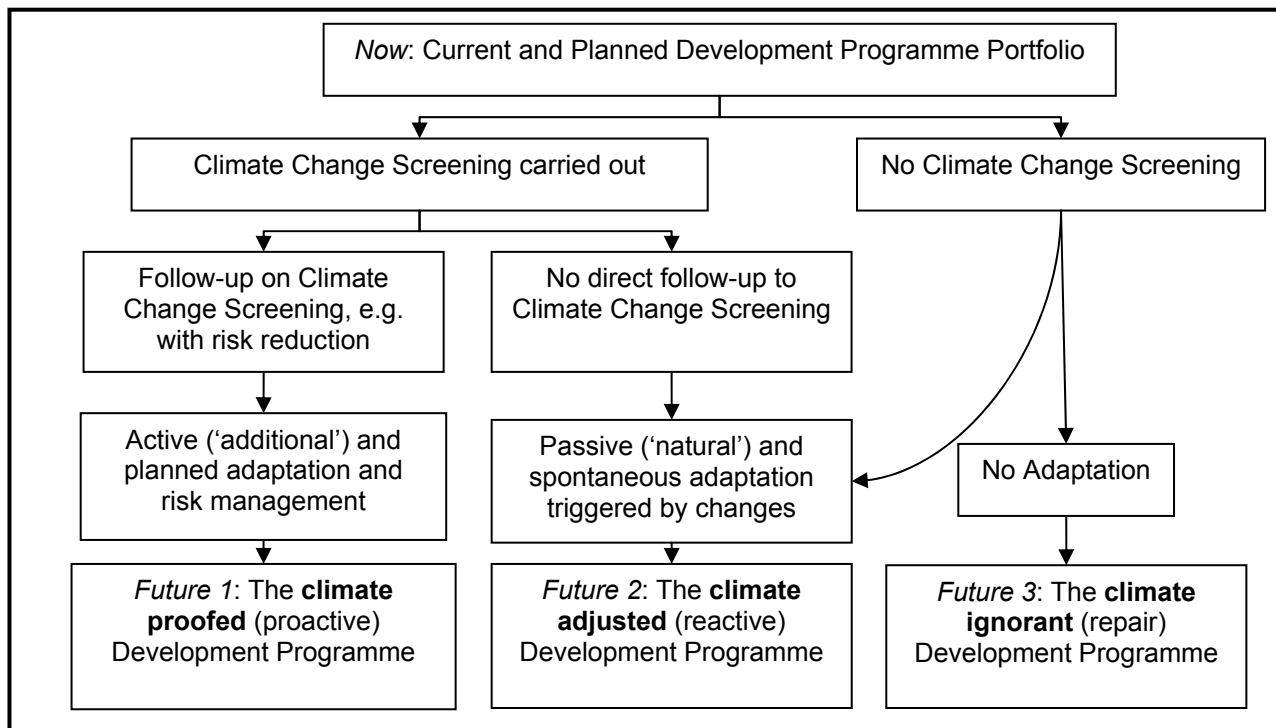 Now: Current and Planned Development Programme Portfolio
Climate Change Screening carried out
No Climate Change Screening
Follow-up on Climate
Change Screening, e.g.
with risk reduction
No direct follow-up to
Climate Change Screening
Active (‘additional’) and
planned adaptation and
risk management
Passive (‘natural’) and
spontaneous adaptation
triggered by changes
No Adaptation
Future 1: The climate
proofed (proactive)
Development Programme
Future 2: The climate
adjusted (reactive)
Development Programme
Future 3: The climate
ignorant (repair)
Development Programme